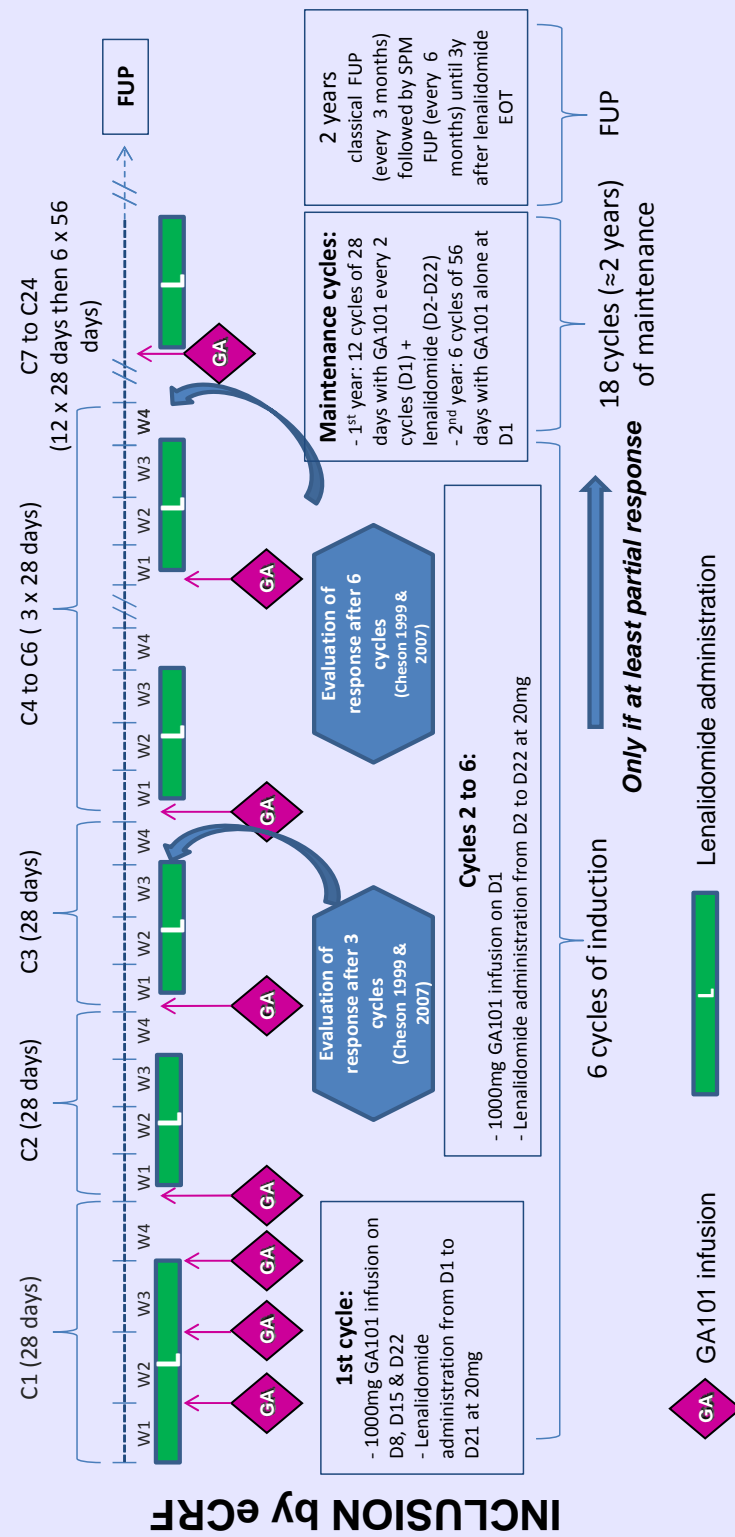 INCLUSION by eCRF
C1 (28 days)
C2 (28 days)
C3 (28 days)
C4 to C6 ( 3 x 28 days)
C7 to C24
(12 x 28 days then 6 x 56
days)
FUP
W1 W2 W3 W4
W1 W2 W3 W4
W1 W2 W3 W4
W1 W2 W3 W4
W1 W2 W3 W4
L
L
L
L
L
L
GA
GA
GA
GA
GA
GA
GA
GA
1st cycle:
- 1000mg GA101 infusion on
D8, D15 & D22
- Lenalidomide
administration from D1 to
D21 at 20mg
Evaluation of
response after 3
cycles
(Cheson 1999 &
2007)
Evaluation of
response after 6
cycles
(Cheson 1999 &
2007)
Cycles 2 to 6:
- 1000mg GA101 infusion on D1
- Lenalidomide administration from D2 to D22 at 20mg
Maintenance cycles:
- 1st year: 12 cycles of 28
days with GA101 every 2
cycles (D1) +
lenalidomide (D2-D22)
- 2nd year: 6 cycles of 56
days with GA101 alone at
D1
2 years
classical FUP
(every 3 months)
followed by SPM
FUP (every 6
months) until 3y
after lenalidomide
EOT
6 cycles of induction
Only if at least partial response
18 cycles (≈2 years)
of maintenance
FUP
GA
GA101 infusion
L
Lenalidomide administration